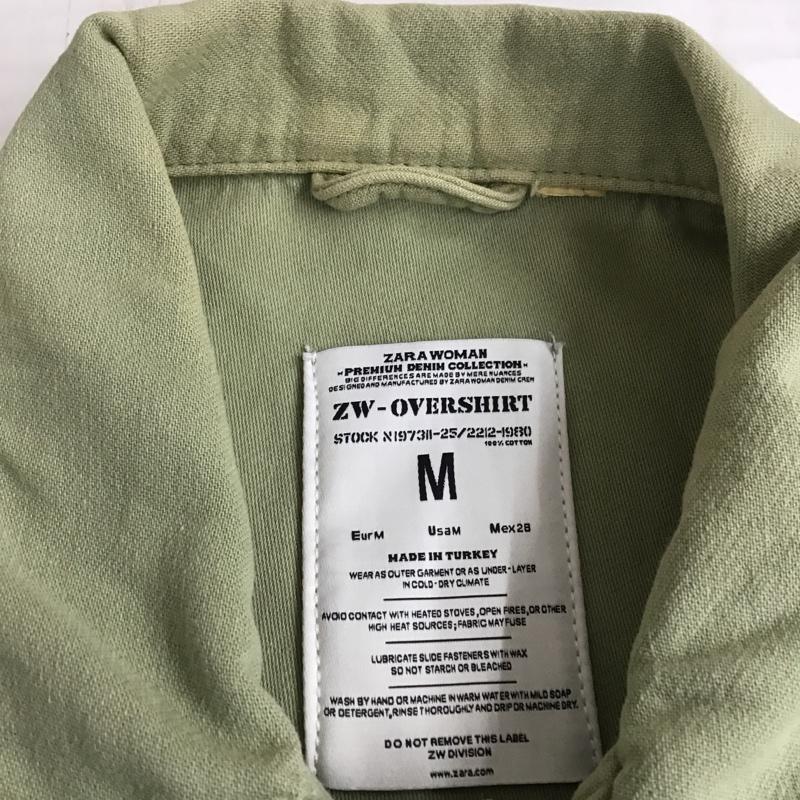 ZARA WOMAN
-PREMIUM DENIM COLLECTION-
BIG DIFFERENCES ARE MADE BY MERE NUANCES
DESIGNED AND MANUFACTURED BY ZARA WOMAN DENIM CREW
ZW-OVERSHIRT
STOCK N197311-25/2212-1980
100% COTTON
M
EurM UsaM Mex28
MADE IN TURKEY
WEAR AS OUTER GARMENT OR AS UNDER-LAYER
IN COLD-DRY CLIMATE
AVOID CONTACT WITH HEATED STOVES, OPEN FIRES, OR OTHER
HIGH HEAT SOURCES; FABRIC MAY FUSE
LUBRICATE SLIDE FASTENERS WITH WAX
SO NOT STARCH OR BLEACHED
WASH BY HAND OR MACHINE IN WARM WATER WITH MILD SOAP
OR DETERGENT, RINSE THOROUGHLY AND DRIP OR MACHINE DRY.
DO NOT REMOVE THIS LABEL
ZW DIVISION
www.zara.com